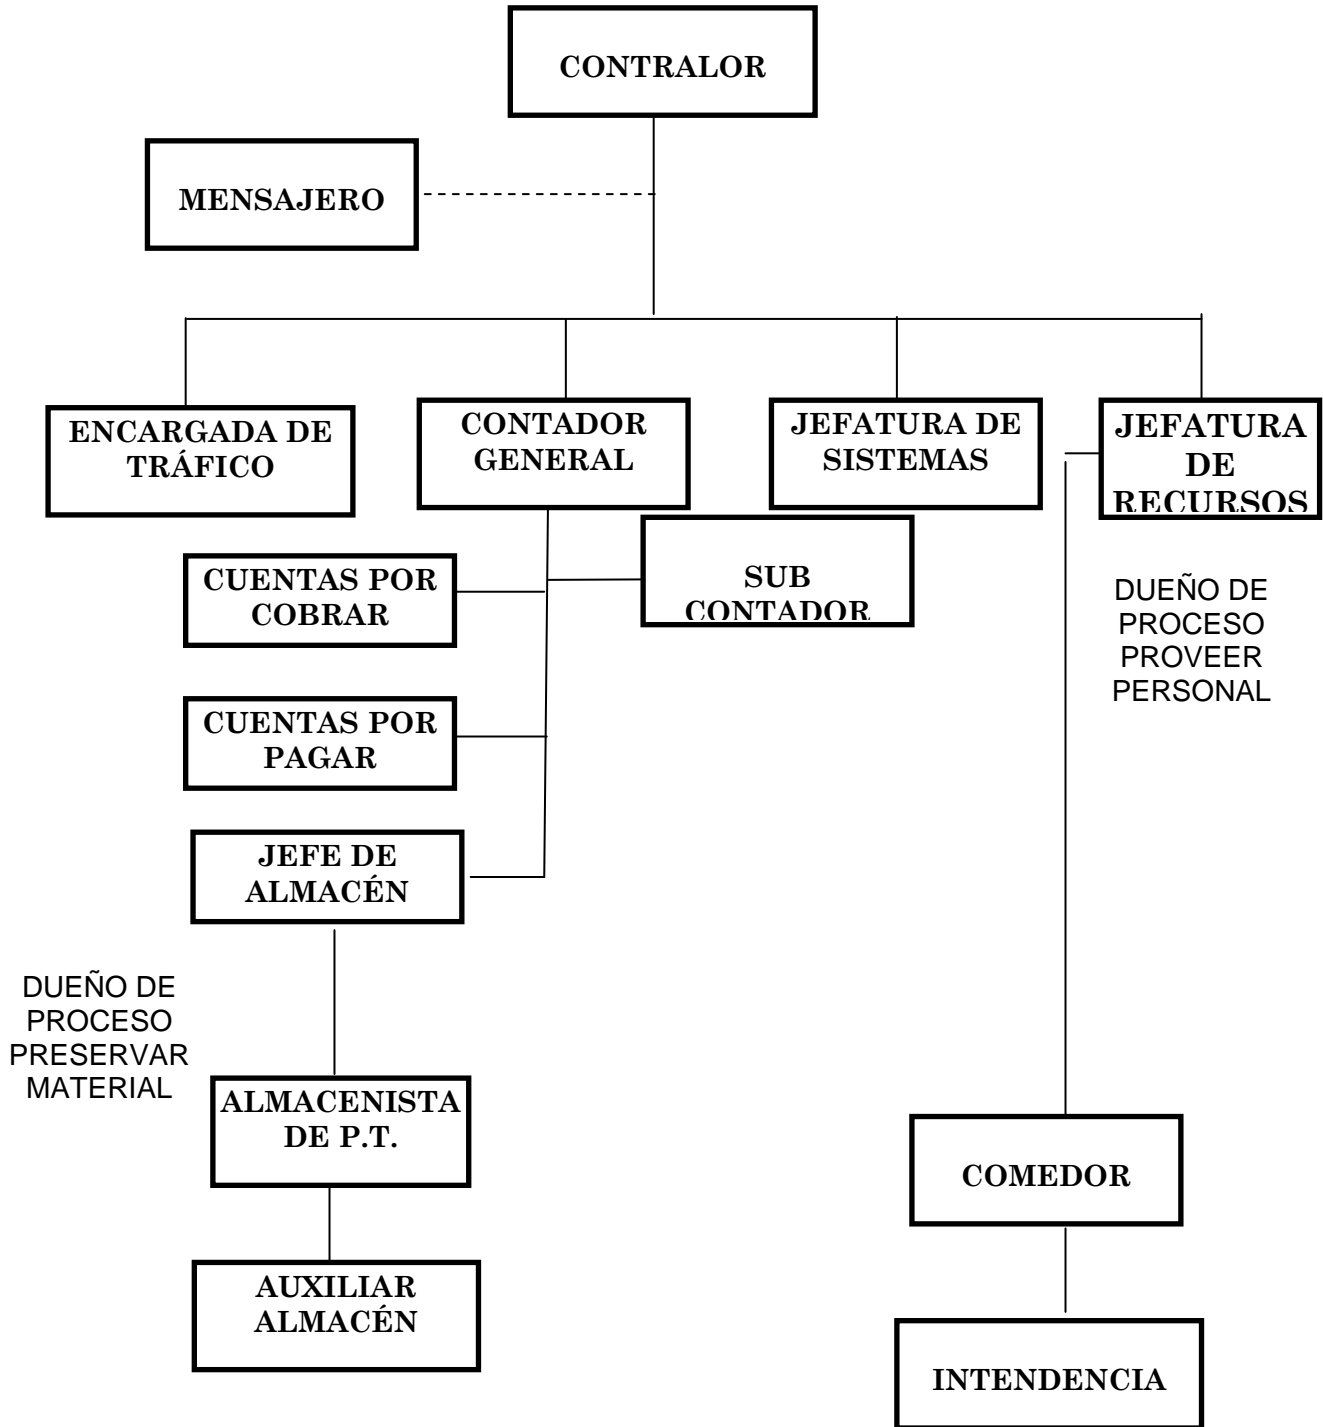 CONTRALOR
MENSAJERO
ENCARGADA DE
TRÁFICO
CONTADOR
GENERAL
JEFATURA DE
SISTEMAS
JEFATURA
DE
RECURSOS
CUENTAS POR
COBRAR
SUB
CONTADOR
DUEÑO DE
PROCESO
PROVEER
PERSONAL
CUENTAS POR
PAGAR
JEFE DE
ALMACÉN
DUEÑO DE
PROCESO
PRESERVAR
MATERIAL
ALMACENISTA
DE P.T.
COMEDOR
AUXILIAR
ALMACÉN
INTENDENCIA